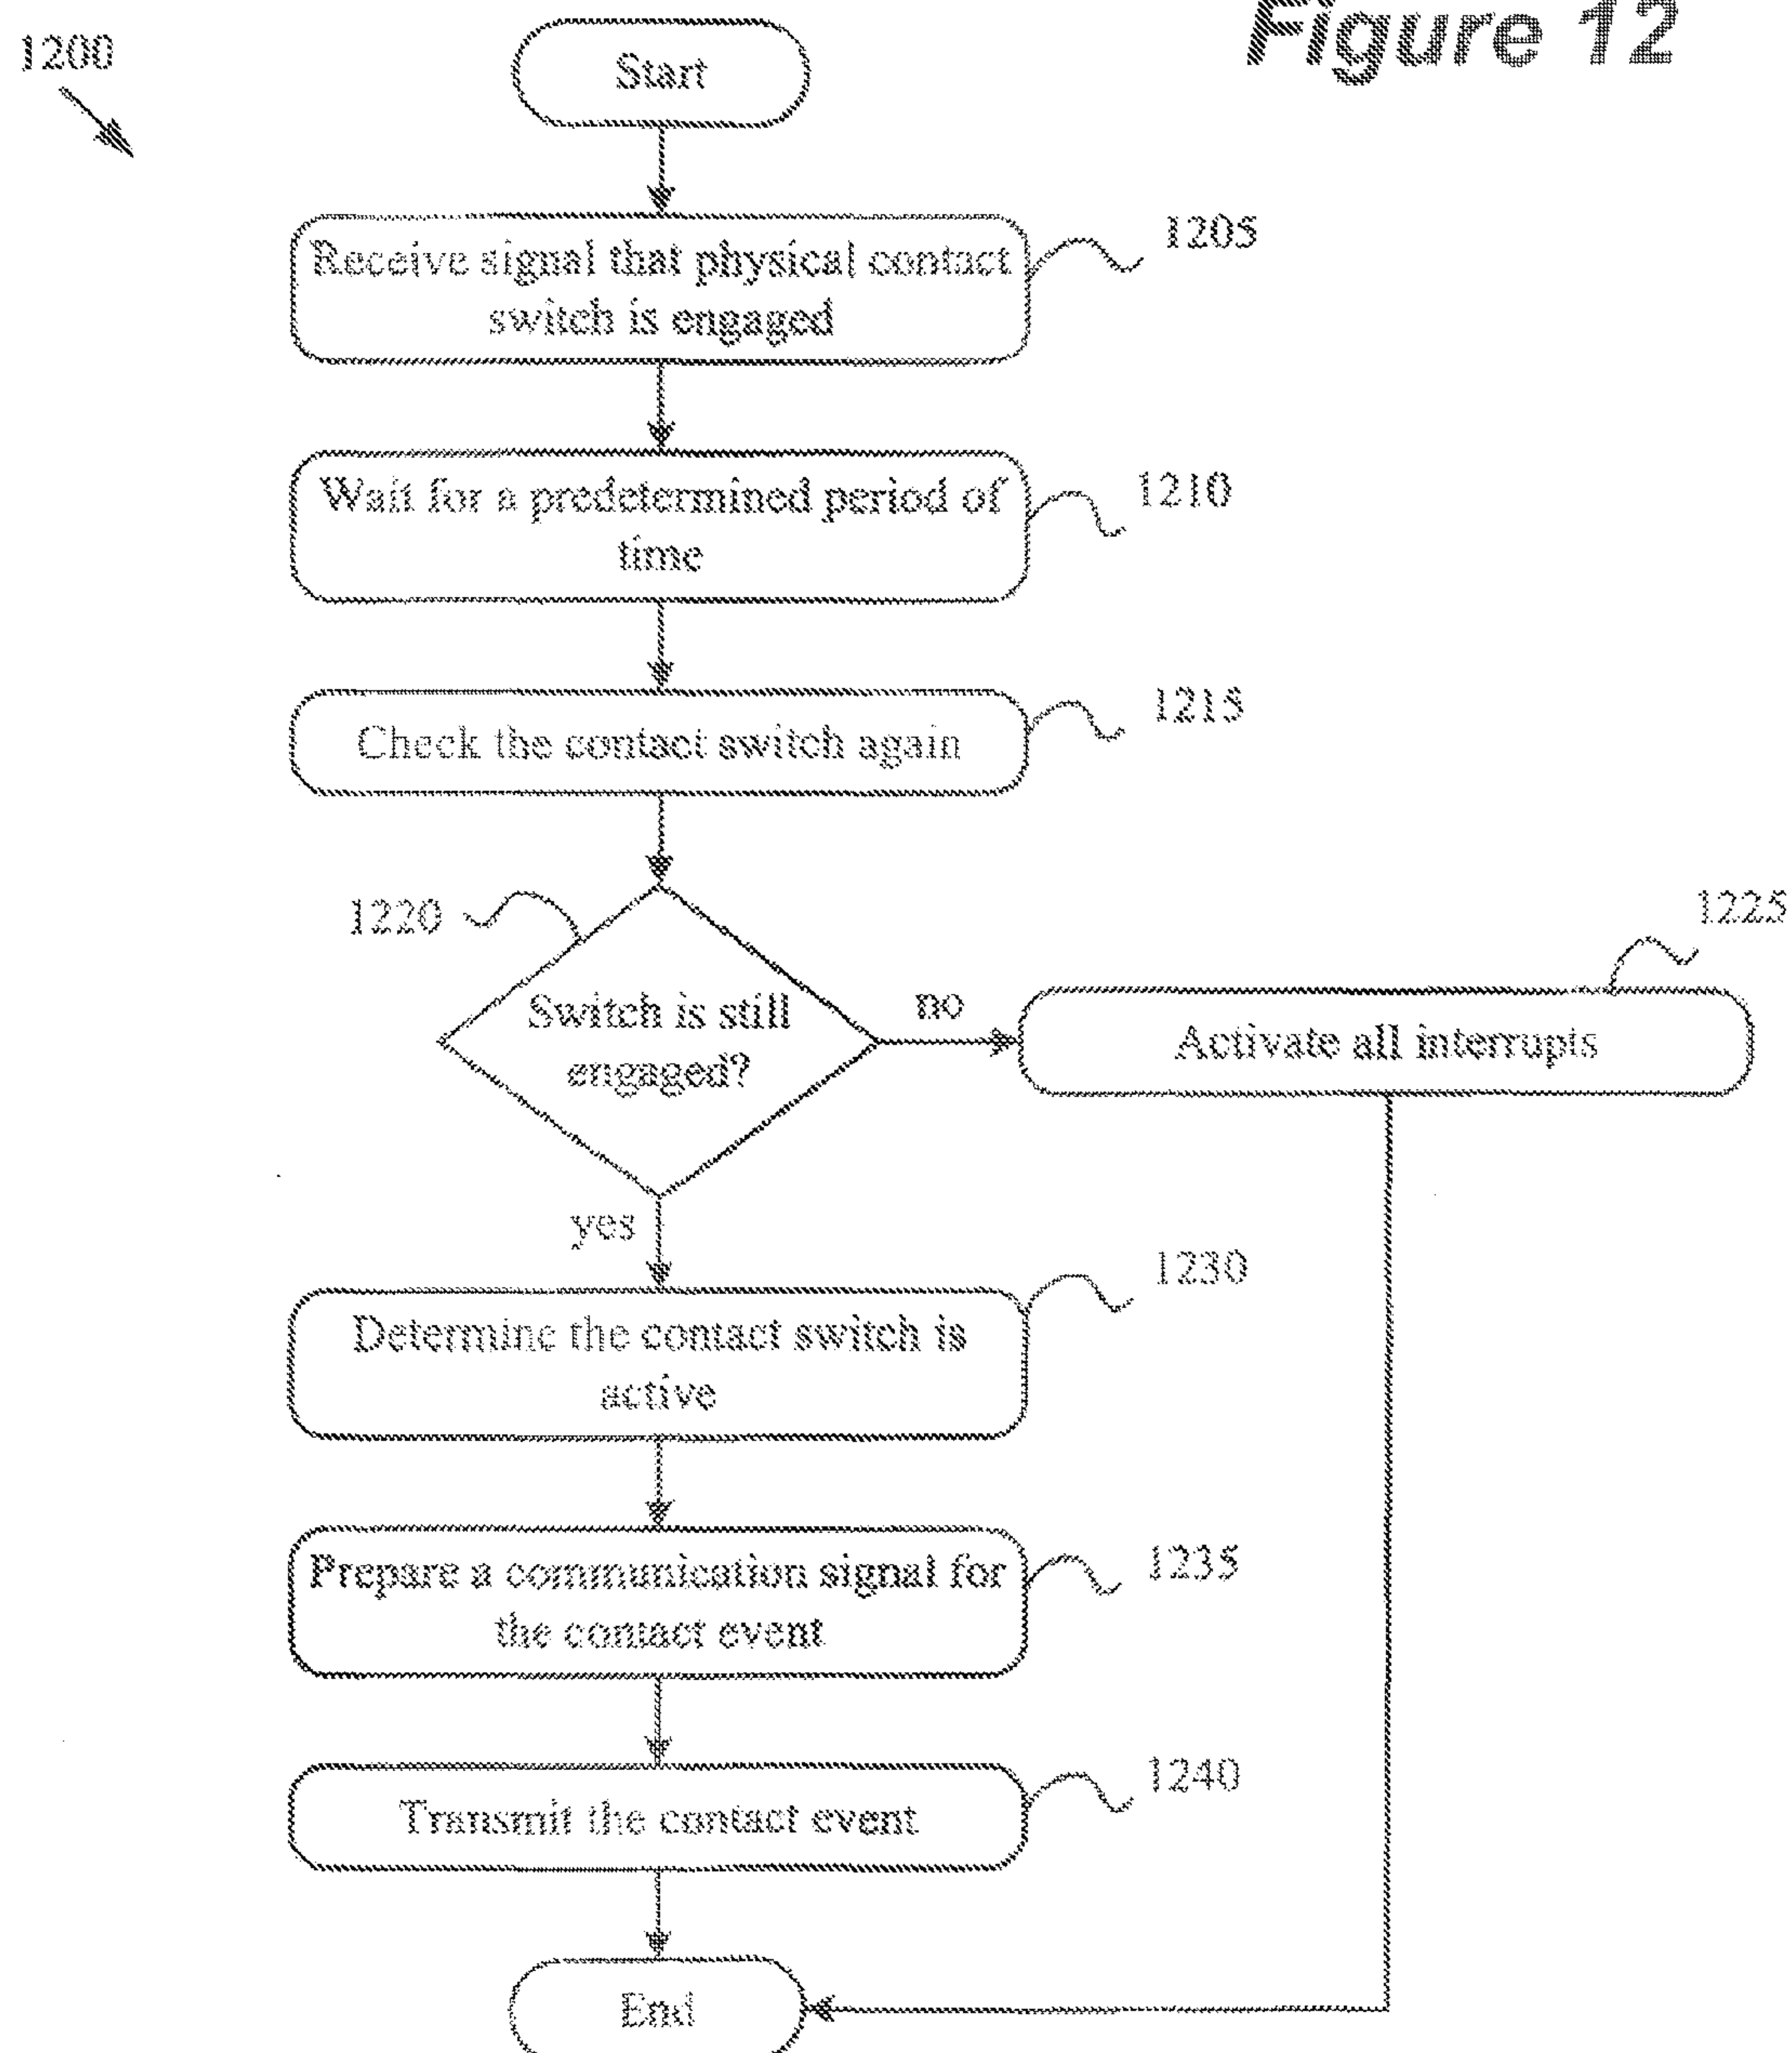 Figure 12
1200
Start
Receive signal that physical contact
switch is engaged
1205
Wait for a predetermined period of
time
1210
Check the contact switch again
1215
1220
Switch is still
engaged?
no
1225
Activate all interrupts
yes
Determine the contact switch is
active
1230
Prepare a communication signal for
the contact event
1235
Transmit the contact event
1240
End